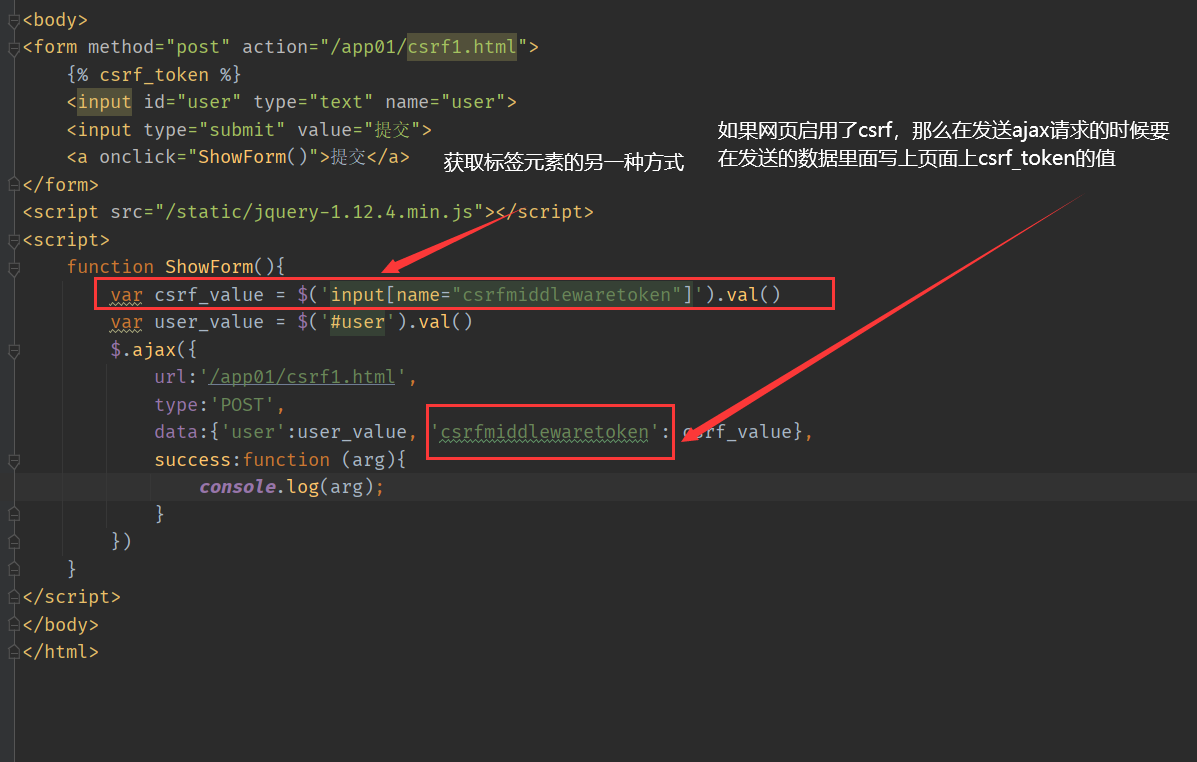 <body>
<form method="post" action="/app01/csrf1.html">
    {% csrf_token %}
    <input id="user" type="text" name="user">
    <input type="submit" value="提交">
    <a onclick="ShowForm()">提交</a>
如果网页启用了csrf，那么在发送ajax请求的时候要
在发送的数据里面写上页面上csrf_token的值
获取标签元素的另一种方式
</form>
<script src="/static/jquery-1.12.4.min.js"></script>
<script>
    function ShowForm(){
        var csrf_value = $('input[name="csrfmiddlewaretoken"]').val()
        var user_value = $('#user').val()
        $.ajax({
            url:'/app01/csrf1.html',
            type:'POST',
            data:{'user':user_value, 'csrfmiddlewaretoken': csrf_value},
            success:function (arg){
                console.log(arg);
            }
        })
    }
</script>
</body>
</html>